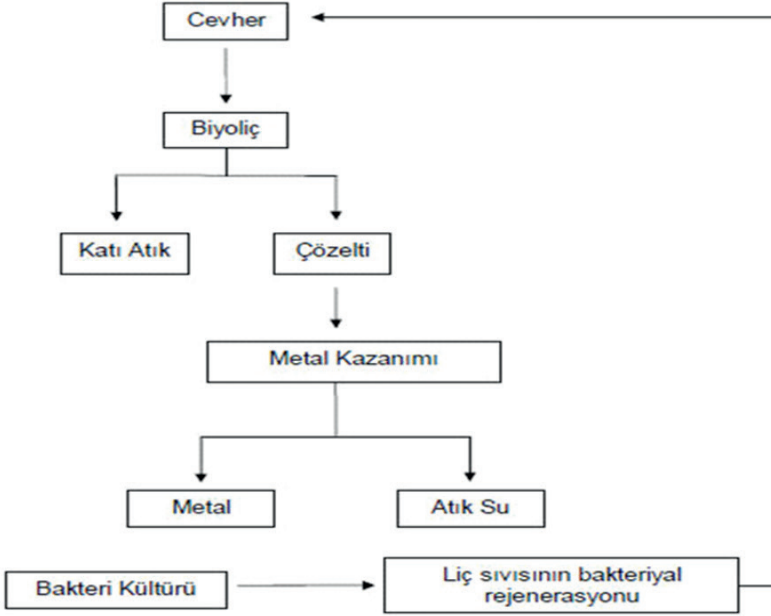 Cevher
Biyoliç
Katı Atık
Çözelti
Metal Kazanımı
Metal
Atık Su
Bakteri Kültürü
Liç sıvısının bakteriyal
rejenerasyonu